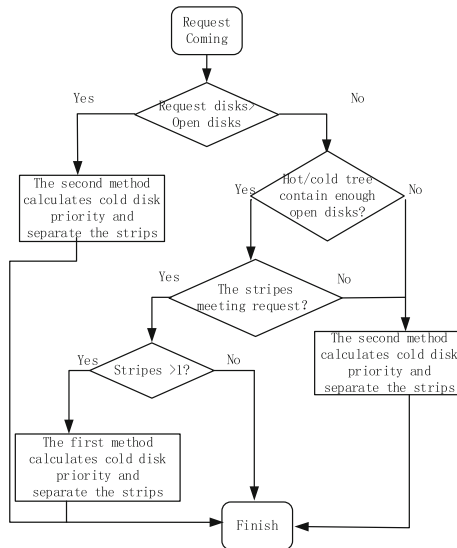 Request
Coming
Yes
No
Request disks>
Open disks
Hot/cold tree
contain enough
open disks?
Yes
No
The second method
calculates cold disk
priority and
separate the strips
Yes
The stripes
meeting request?
No
The second method
calculates cold disk
priority and
separate the strips
Yes
Stripes >1?
No
The first method
calculates cold disk
priority and
separate the strips
Finish